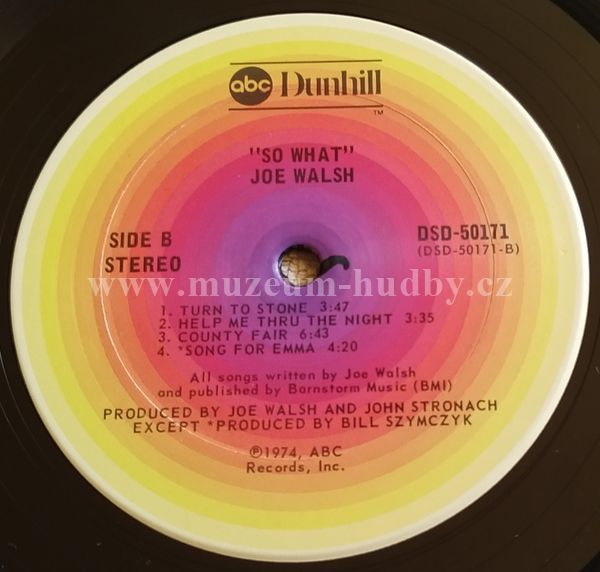 abc Dunhill
TM
"SO WHAT"
JOE WALSH
SIDE B
STEREO
DSD-50171
(DSD-50171-B)
www.muzeum-hudby.cz
1. TURN TO STONE 3:47
2. HELP ME THRU THE NIGHT 3:35
3. COUNTY FAIR 6:43
4. *SONG FOR EMMA 4:20
All songs written by Joe Walsh
and published by Barnstorm Music (BMI)
PRODUCED BY JOE WALSH AND JOHN STRONACH
EXCEPT *PRODUCED BY BILL SZYMCZYK
℗1974, ABC
Records, Inc.